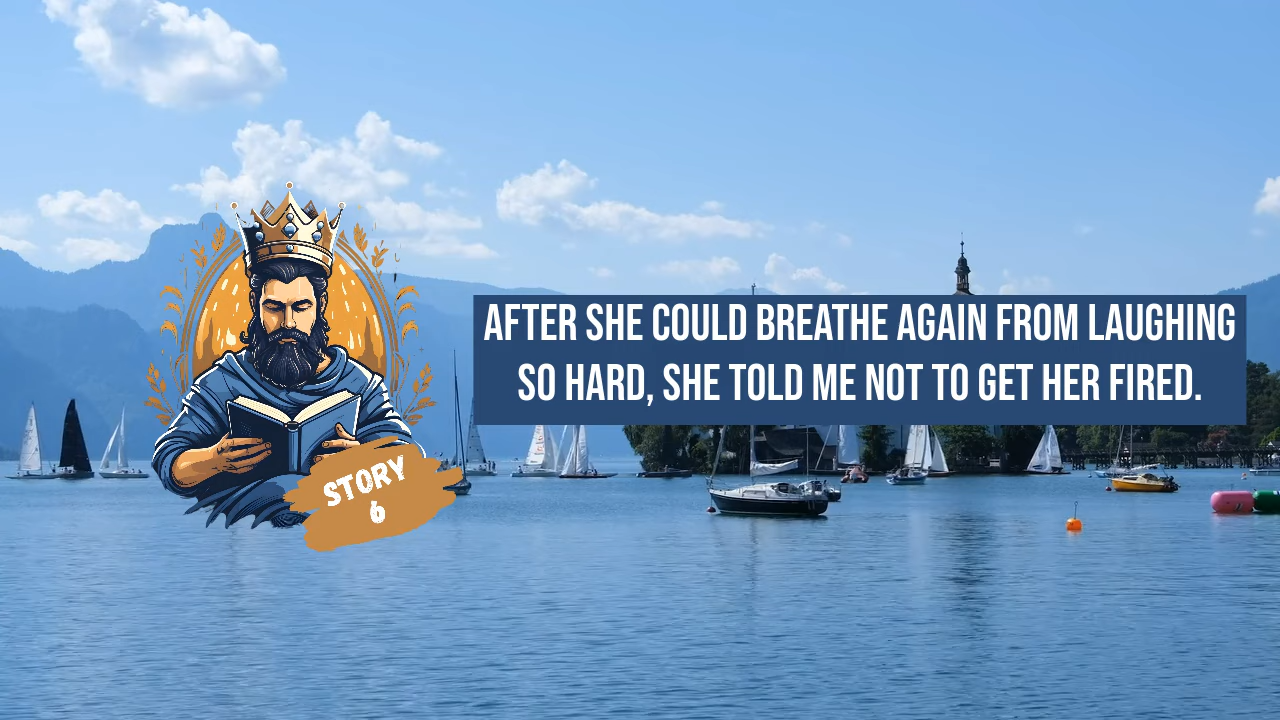 AFTER SHE COULD BREATHE AGAIN FROM LAUGHING
SO HARD, SHE TOLD ME NOT TO GET HER FIRED.
STORY
6